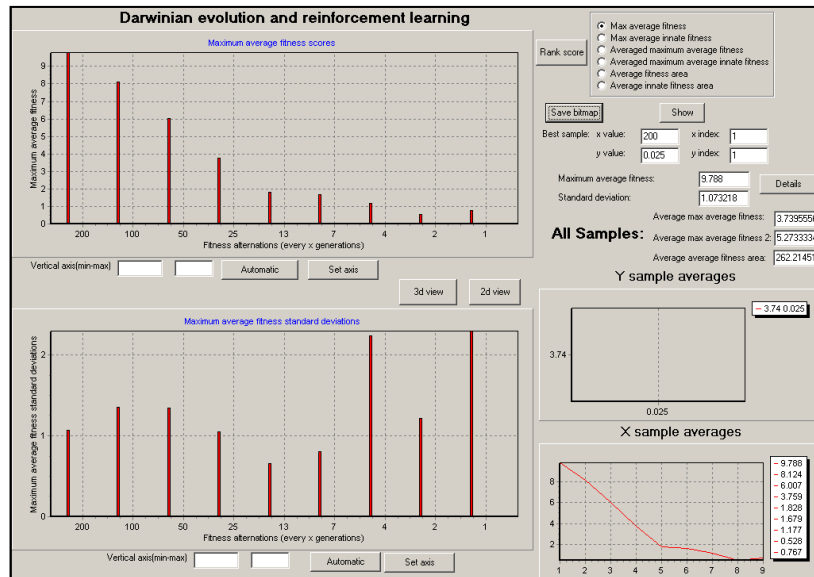 Darwinian evolution and reinforcement learning
Maximum average fitness scores
Maximum average fitness
9
8
7
6
5
4
3
2
1
0
200 100 50 25 13 7 4 2 1
Fitness alternations (every x generations)
Vertical axis(min-max) Automatic Set axis
3d view 2d view
Maximum average fitness standard deviations
Maximum average fitness standard deviations
2
1
0
200 100 50 25 13 7 4 2 1
Fitness alternations (every x generations)
Vertical axis(min-max) Automatic Set axis
Rank score
Max average fitness
Max average innate fitness
Averaged maximum average fitness
Averaged maximum average innate fitness
Average fitness area
Average innate fitness area
Save bitmap Show
Best sample: x value: 200 x index: 1
y value: 0.025 y index: 1
Maximum average fitness: 9.788
Standard deviation: 1.073218
Details
All Samples:
Average max average fitness: 3.7395556
Average max average fitness 2: 5.2733334
Average average fitness area: 262.21451
Y sample averages
3.74 0.025
3.74
0.025
X sample averages
8
6
4
2
1 2 3 4 5 6 7 8 9
9.788
8.124
6.007
3.759
1.828
1.679
1.177
0.528
0.767